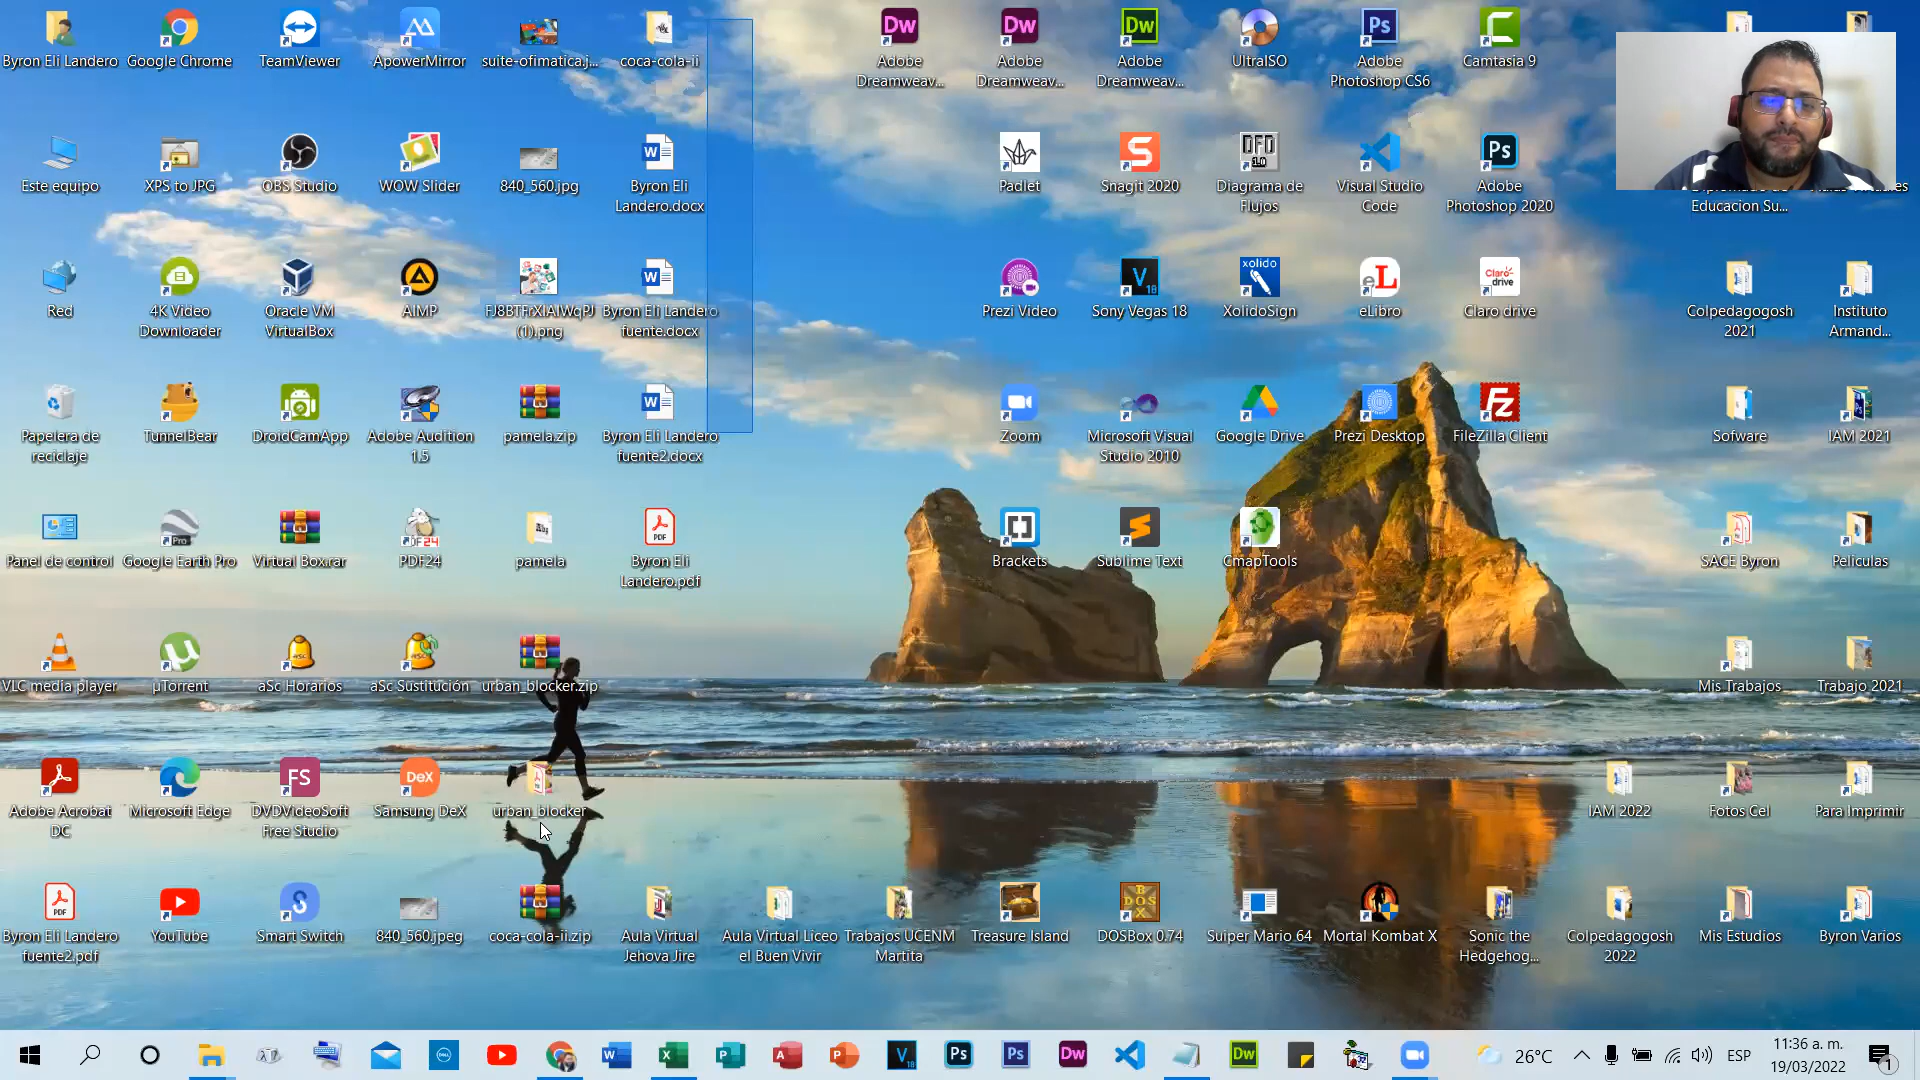 Byron Eli Landero
Google Chrome
TeamViewer
ApowerMirror
suite-ofimatica.j...
coca-cola-ii
Adobe
Dreamweav...
Adobe
Dreamweav...
Adobe
Dreamweav...
UltraISO
Adobe
Photoshop CS6
Camtasia 9
Este equipo
XPS to JPG
OBS Studio
WOW Slider
840_560.jpg
Byron Eli
Landero.docx
Padlet
Snagit 2020
Diagrama de
Flujos
Visual Studio
Code
Adobe
Photoshop 2020
Educacion Su...
Red
4K Video
Downloader
Oracle VM
VirtualBox
AIMP
(1).png
Byron Eli Landero
fuente.docx
Prezi Video
Sony Vegas 18
XolidoSign
eLibro
Claro drive
Colpedagogosh
2021
Instituto
Armand...
Papelera de
reciclaje
TunnelBear
DroidCamApp
Adobe Audition
1.5
pamela.zip
Byron Eli Landero
fuente2.docx
Zoom
Microsoft Visual
Studio 2010
Google Drive
Prezi Desktop
FileZilla Client
Sofware
IAM 2021
Panel de control
Google Earth Pro
Virtual Box.rar
PDF24
pamela
Byron Eli
Landero.pdf
Brackets
Sublime Text
CmapTools
SACE Byron
Peliculas
VLC media player
µTorrent
aSc Horarios
aSc Sustitución
urban_blocker.zip
Mis Trabajos
Trabajo 2021
Adobe Acrobat
DC
Microsoft Edge
DVDVideoSoft
Free Studio
Samsung DeX
urban_blocker
IAM 2022
Fotos Cel
Para Imprimir
Byron Eli Landero
fuente2.pdf
YouTube
Smart Switch
840_560.jpeg
coca-cola-ii.zip
Aula Virtual
Jehova Jire
Aula Virtual Liceo
el Buen Vivir
Trabajos UCENM
Martita
Treasure Island
DOSBox 0.74
Suiper Mario 64
Mortal Kombat X
Sonic the
Hedgehog...
Colpedagogosh
2022
Mis Estudios
Byron Varios
26°C
ESP
11:36 a. m.
19/03/2022
1